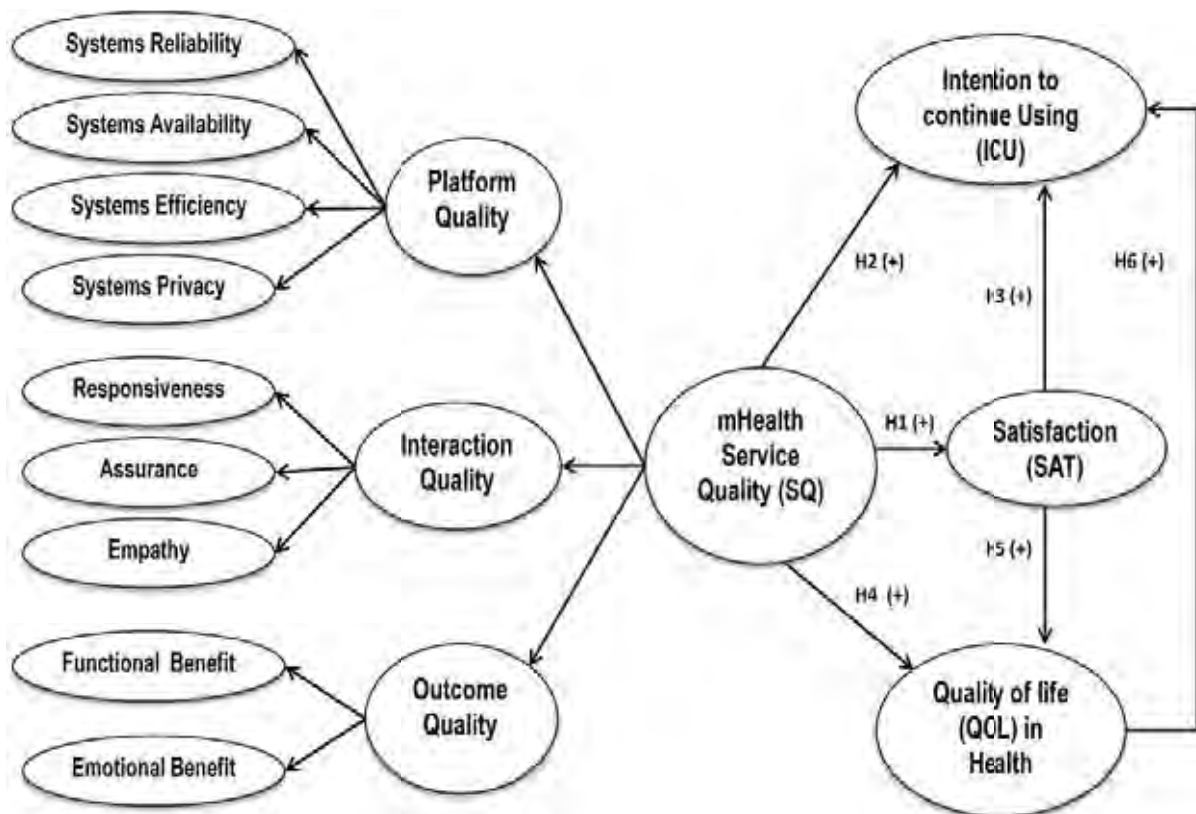 Systems Reliability
Systems Availability
Systems Efficiency
Systems Privacy
Platform
Quality
Responsiveness
Assurance
Empathy
Interaction
Quality
Functional Benefit
Emotional Benefit
Outcome
Quality
mHealth
Service
Quality (SQ)
Intention to
continue Using
(ICU)
H2 (+)
H3 (+)
H6 (+)
H1 (+)
Satisfaction
(SAT)
H5 (+)
H4 (+)
Quality of life
(QOL) in
Health